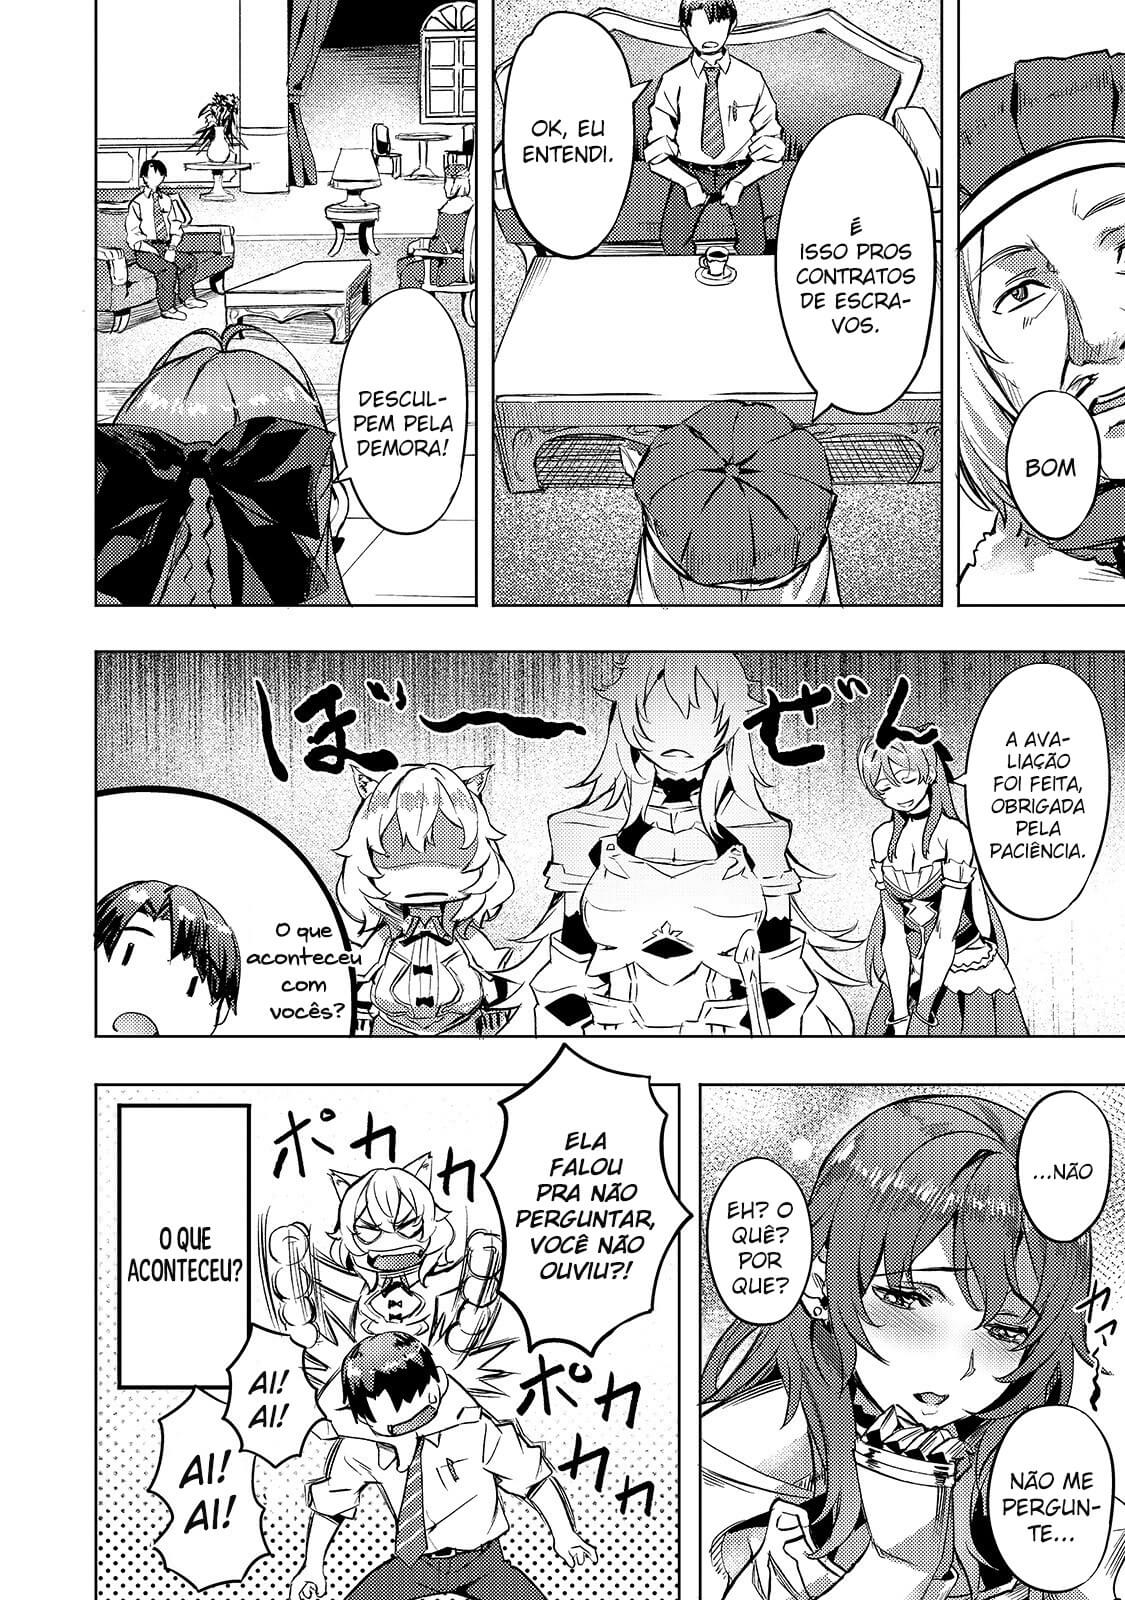 BOM
É
ISSO PROS
CONTRATOS
DE ESCRA-
VOS.
OK, EU
ENTENDI.
DESCUL-
PEM PELA
DEMORA!
A AVA-
LIAÇÃO
FOI FEITA,
OBRIGADA
PELA
PACIÊNCIA.
ぼーぜん
O que
aconteceu
com
vocês?
...NÃO
EH? O
QUÊ?
POR
QUE?
NÃO ME
PERGUN-
TE...
ELA
FALOU
PRA NÃO
PERGUNTAR,
VOCÊ NÃO
OUVIU?!
ポカポカ
O QUE
ACONTECEU?
AI!
AI!
AI!
AI!